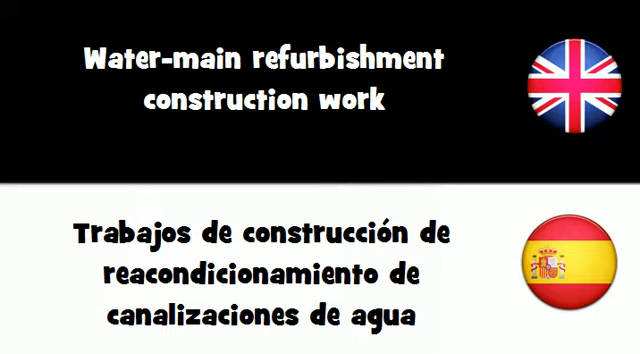 Water-main refurbishment
construction work
Trabajos de construcción de
reacondicionamiento de
canalizaciones de agua